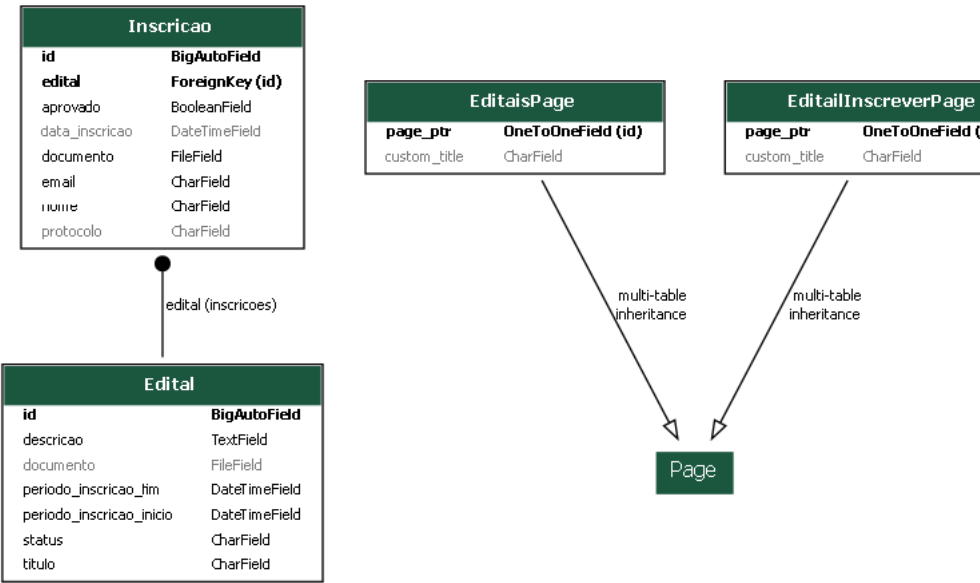 Inscricao
id BigAutoField
edital ForeignKey (id)
aprovado BooleanField
data_inscricao DateTimeField
documento FileField
email CharField
nome CharField
protocolo CharField
edital (inscricoes)
Edital
id BigAutoField
descricao TextField
documento FileField
periodo_inscricao_fim DateTimeField
periodo_inscricao_inicio DateTimeField
status CharField
titulo CharField
EditaisPage
page_ptr OneToOneField (id)
custom_title CharField
EditailInscreverPage
page_ptr OneToOneField (
custom_title CharField
multi-table
inheritance
multi-table
inheritance
Page